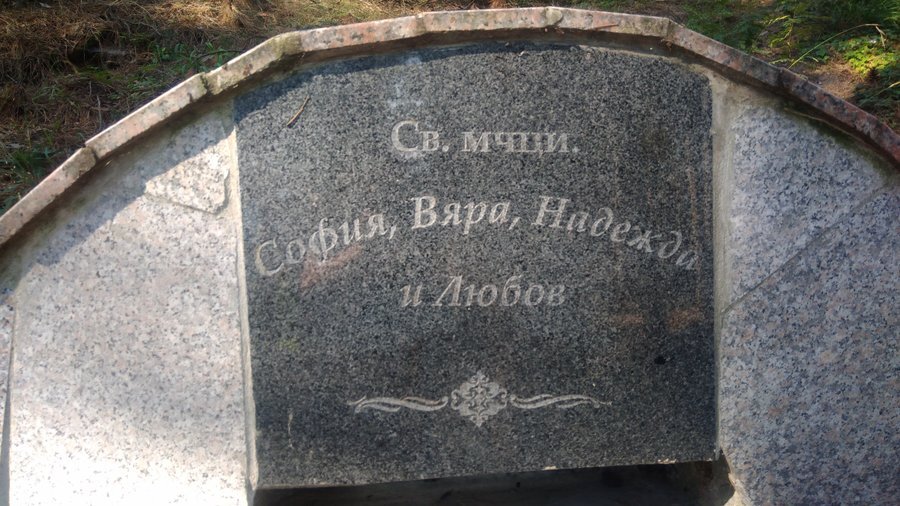 Св. мчци.
София, Вяра, Надежда
и Любов